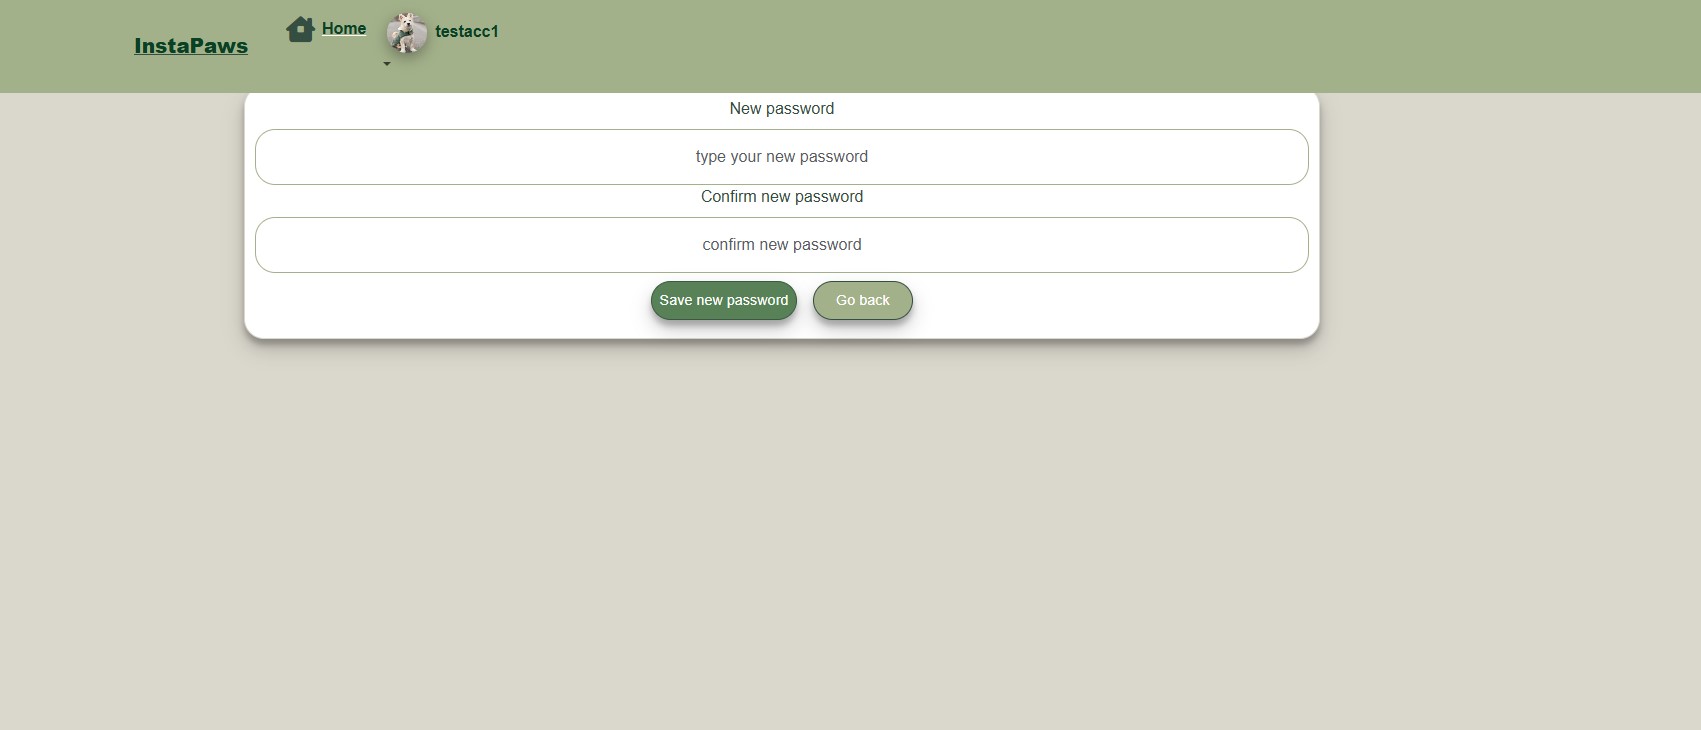 InstaPaws
Home
testacc1
New password
type your new password
Confirm new password
confirm new password
Save new password
Go back